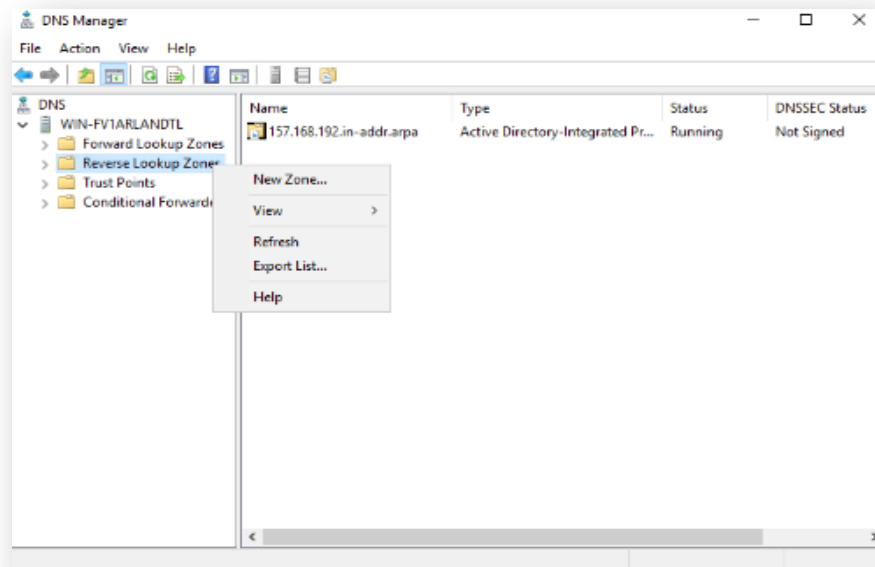 DNS Manager
File Action View Help
DNS
WIN-FV1ARLANDTL
Forward Lookup Zones
Reverse Lookup Zones
Trust Points
Conditional Forwarde
Name Type Status DNSSEC Status
157.168.192.in-addr.arpa Active Directory-Integrated Pr... Running Not Signed
New Zone...
View
Refresh
Export List...
Help